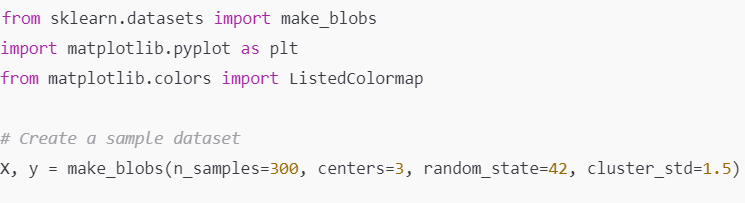 from sklearn.datasets import make_blobs
import matplotlib.pyplot as plt
from matplotlib.colors import ListedColormap
# Create a sample dataset
X, y = make_blobs(n_samples=300, centers=3, random_state=42, cluster_std=1.5)